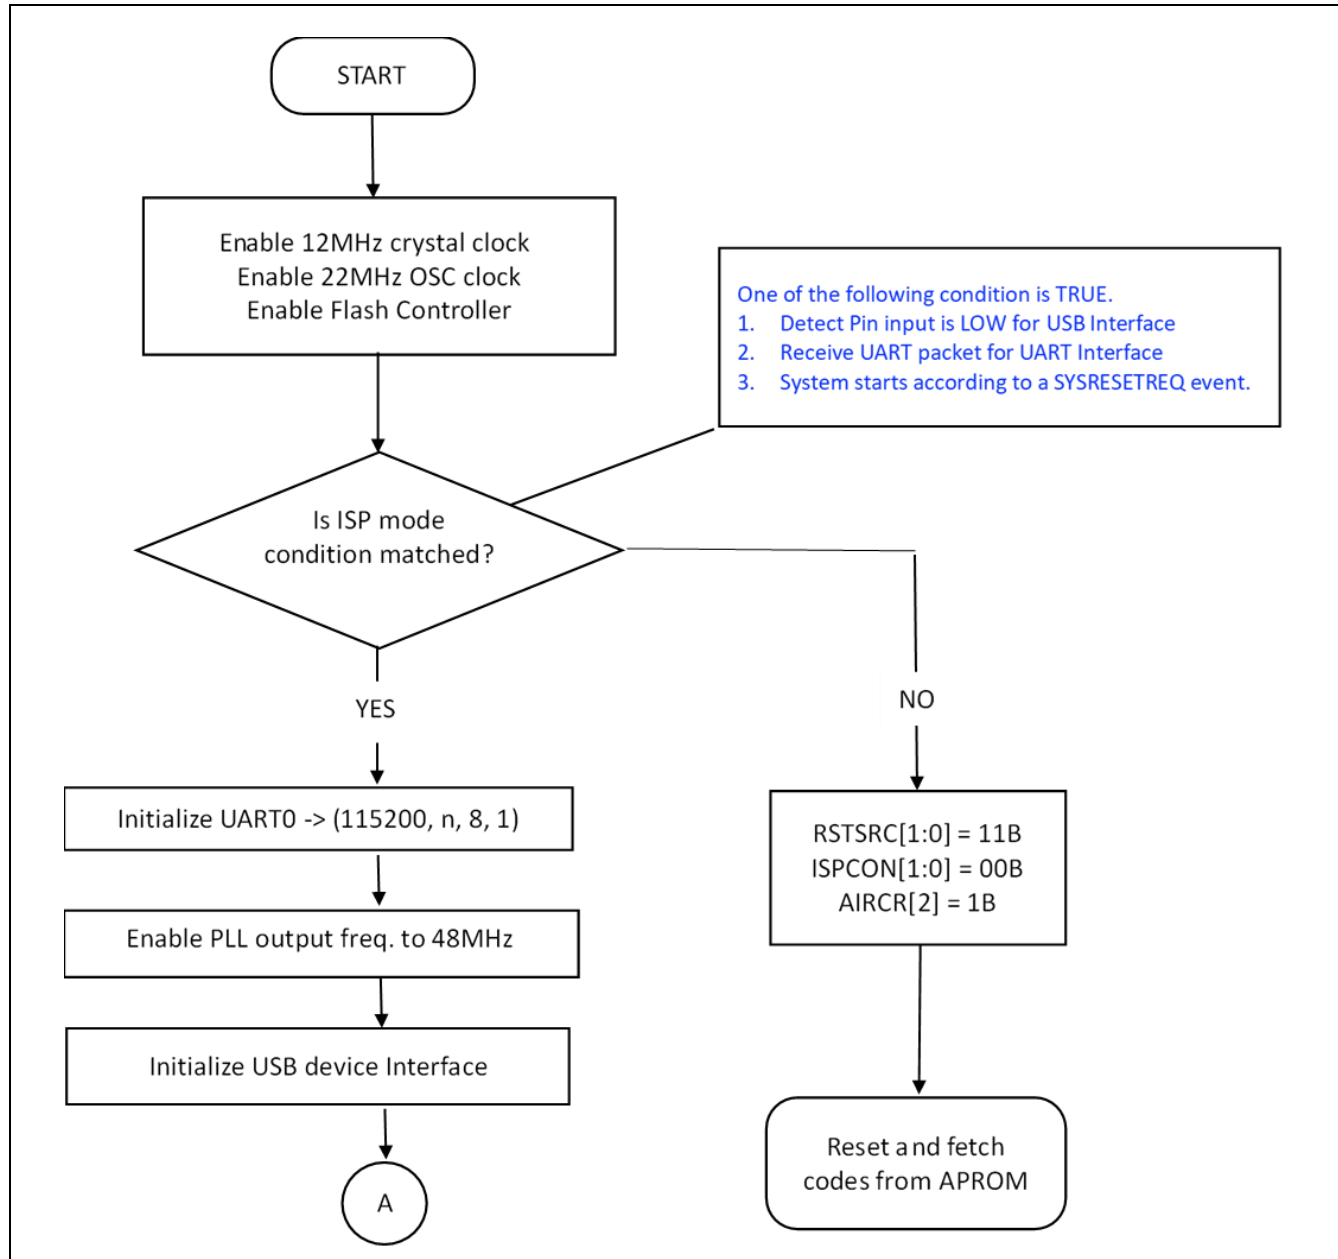 START
Enable 12MHz crystal clock
Enable 22MHz OSC clock
Enable Flash Controller
One of the following condition is TRUE.
1. Detect Pin input is LOW for USB Interface
2. Receive UART packet for UART Interface
3. System starts according to a SYSRESETREQ event.
Is ISP mode
condition matched?
YES
NO
Initialize UART0 -> (115200, n, 8, 1)
Enable PLL output freq. to 48MHz
Initialize USB device Interface
A
RSTSRC[1:0] = 11B
ISPCON[1:0] = 00B
AIRCR[2] = 1B
Reset and fetch
codes from APROM